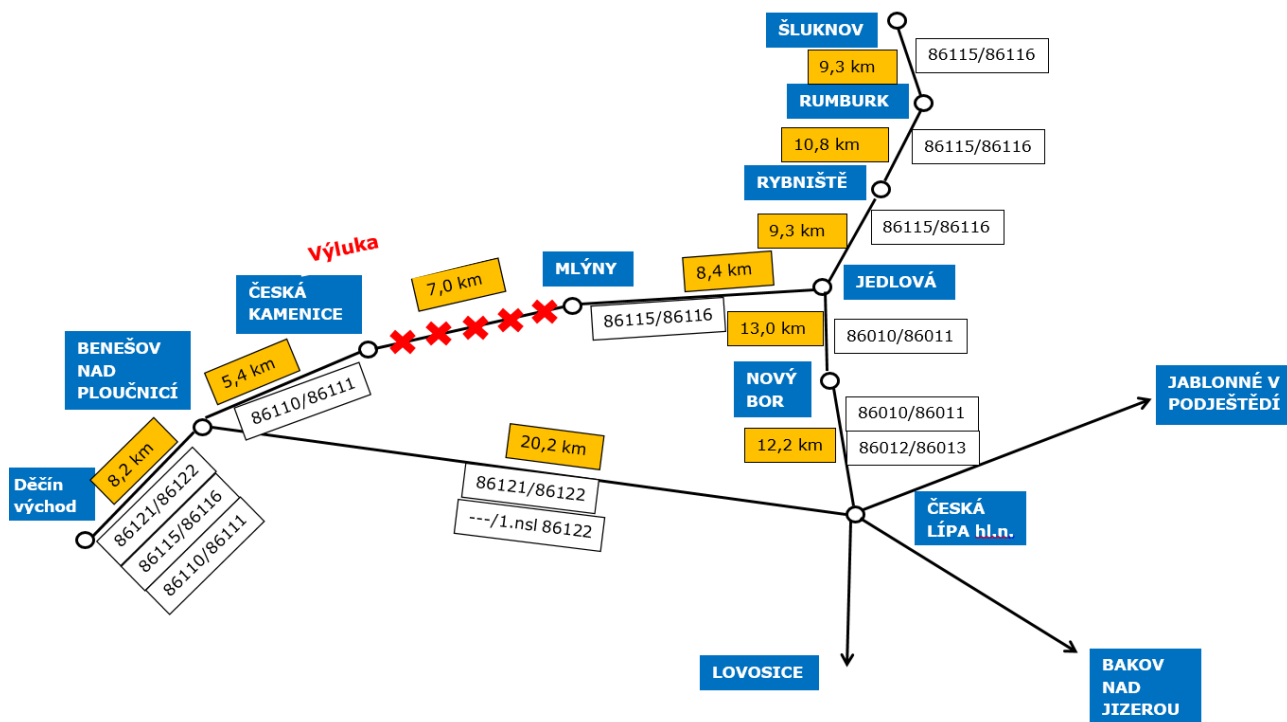 ŠLUKNOV
86115/86116
9,3 km
RUMBURK
10,8 km
86115/86116
RYBNIŠTĚ
9,3 km
86115/86116
Výluka
MLÝNY
8,4 km
7,0 km
ČESKÁ
KAMENICE
JEDLOVÁ
86115/86116
13,0 km
86010/86011
BENEŠOV
NAD
PLOUČNICÍ
5,4 km
86110/86111
NOVÝ
BOR
JABLONNÉ V
PODJEŠTĚDÍ
86010/86011
86012/86013
12,2 km
20,2 km
8,2 km
Děčín
východ
86121/86122
86115/86116
86110/86111
86121/86122
---/1.nsl 86122
ČESKÁ
LÍPA hl.n.
LOVOSICE
BAKOV
NAD
JIZEROU